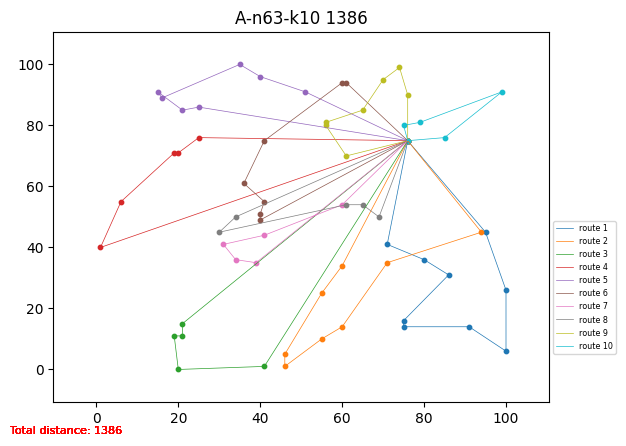 A-n63-k10 1386
100
80
60
40
20
0
0 20 40 60 80 100
route 1
route 2
route 3
route 4
route 5
route 6
route 7
route 8
route 9
route 10
Total distance: 1386